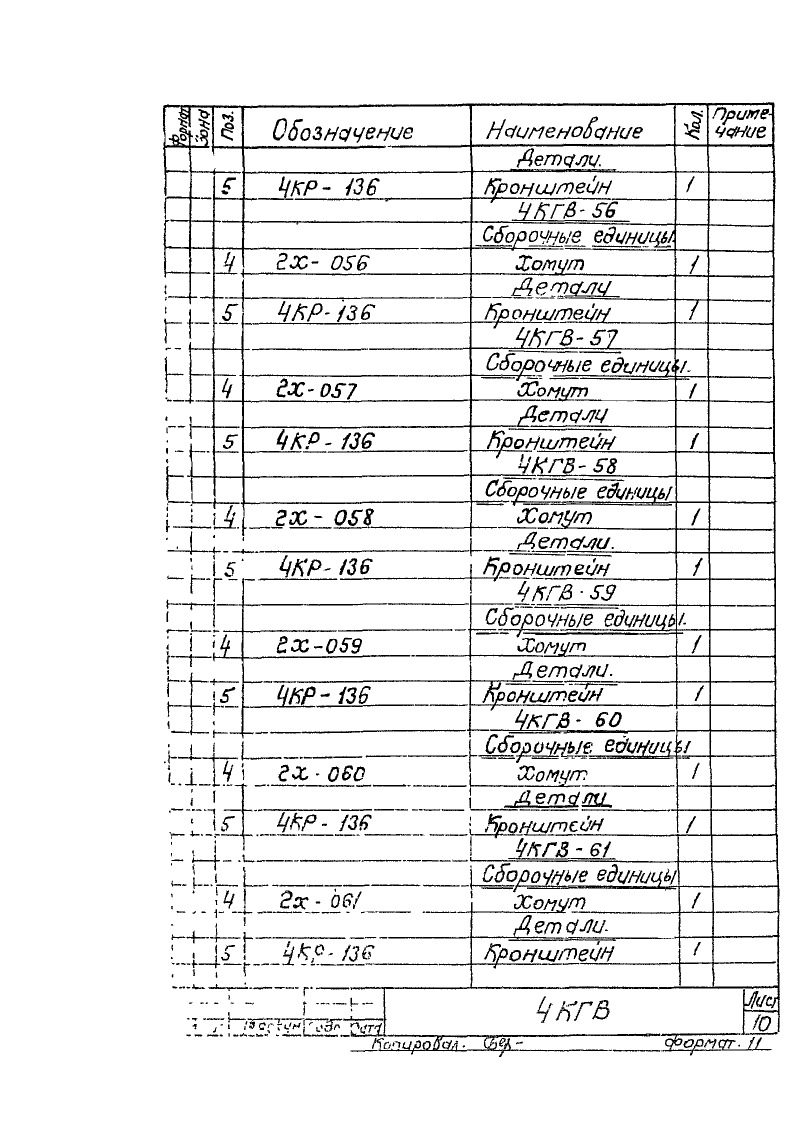 Формат Зона Поз. Обозначение Наименование Кол. Приме-
чание
Детали.
5 4КР- 136 Кронштейн 1
4КГВ-56
Сборочные единицы.
4 2х- 056 Хомут 1
Детали
5 4КР-136 Кронштейн 1
4КГВ-57
Сборочные единицы.
4 2х-057 Хомут 1
Детали
5 4КР-136 Кронштейн 1
4КГВ-58
Сборочные единицы
4 2х- 058 Хомут 1
Детали.
5 4КР-136 Кронштейн 1
4КГВ-59
Сборочные единицы.
4 2х-059 Хомут 1
Детали.
5 4КР-136 Кронштейн 1
4КГВ- 60
Сборочные единицы
4 2х-060 Хомут 1
Детали
5 4КР-136 Кронштейн 1
4КГВ-61
Сборочные единицы
4 2х-061 Хомут 1
Детали.
5 4КР-136 Кронштейн 1
4КГВ
Лист
10
Дата
Копировал. Формат. 11